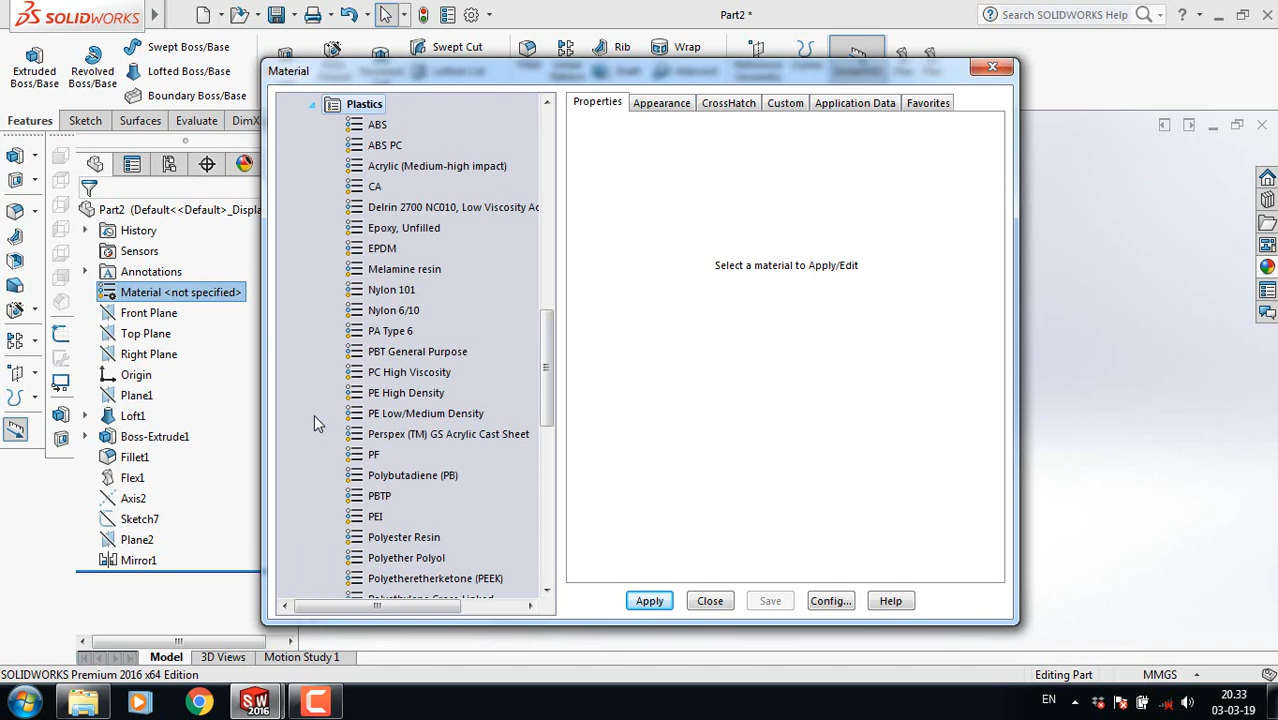 SOLIDWORKS
Part2 *
Search SOLIDWORKS Help
Extruded
Boss/Base
Revolved
Boss/Base
Swept Boss/Base
Lofted Boss/Base
Boundary Boss/Base
Swept Cut
Rib
Wrap
Features
Sketch
Surfaces
Evaluate
DimX
Part2 (Default<<Default>_Displa
History
Sensors
Annotations
Material <not specified>
Front Plane
Top Plane
Right Plane
Origin
Plane1
Loft1
Boss-Extrude1
Fillet1
Flex1
Axis2
Sketch7
Plane2
Mirror1
Material
Plastics
ABS
ABS PC
Acrylic (Medium-high impact)
CA
Delrin 2700 NC010, Low Viscosity Ac
Epoxy, Unfilled
EPDM
Melamine resin
Nylon 101
Nylon 6/10
PA Type 6
PBT General Purpose
PC High Viscosity
PE High Density
PE Low/Medium Density
Perspex (TM) GS Acrylic Cast Sheet
PF
Polybutadiene (PB)
PBTP
PEI
Polyester Resin
Polyether Polyol
Polyetheretherketone (PEEK)
Properties
Appearance
CrossHatch
Custom
Application Data
Favorites
Select a material to Apply/Edit
Apply
Close
Save
Config...
Help
Model
3D Views
Motion Study 1
SOLIDWORKS Premium 2016 x64 Edition
Editing Part
MMGS
SW
2016
EN
20.33
03-03-19